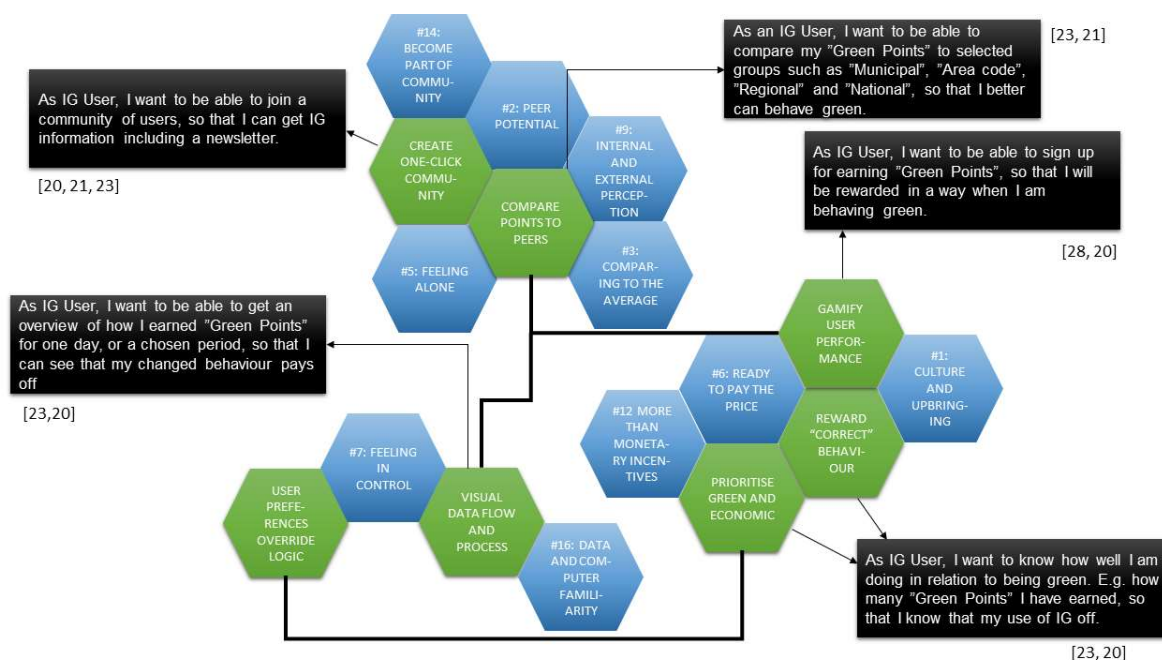 #14:
BECOME
PART OF
COMMU-
NITY
#2: PEER
POTENTIAL
As an IG User, I want to be able to
compare my ”Green Points” to selected
groups such as ”Municipal”, ”Area code”,
”Regional” and ”National”, so that I better
can behave green.
[23, 21]
As IG User, I want to be able to join a
community of users, so that I can get IG
information including a newsletter.
[20, 21, 23]
CREATE
ONE-CLICK
COMMU-
NITY
#9:
INTERNAL
AND
EXTERNAL
PERCEP-
TION
COMPARE
POINTS TO
PEERS
As IG User, I want to be able to sign up
for earning ”Green Points”, so that I will
be rewarded in a way when I am
behaving green.
[28, 20]
#5: FEELING
ALONE
#3:
COMPAR-
ING TO THE
AVERAGE
As IG User, I want to be able to get an
overview of how I earned ”Green Points”
for one day, or a chosen period, so that I
can see that my changed behaviour pays
off
[23,20]
GAMIFY
USER
PERFOR-
MANCE
#6: READY
TO PAY THE
PRICE
#1:
CULTURE
AND
UPBRING-
ING
#12 MORE
THAN
MONETA-
RY INCEN-
TIVES
REWARD
“CORRECT”
BEHAVI-
OUR
#7: FEELING
IN
CONTROL
USER
PREFE-
RENCES
OVERRIDE
LOGIC
VISUAL
DATA FLOW
AND
PROCESS
PRIORITISE
GREEN AND
ECONOMIC
#16: DATA
AND COM-
PUTER
FAMILI-
ARITY
As IG User, I want to know how well I am
doing in relation to being green. E.g. how
many ”Green Points” I have earned, so
that I know that my use of IG off.
[23, 20]